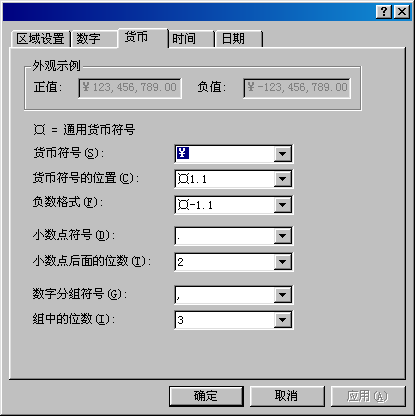 区域设置 数字 货币 时间 日期
外观示例
正值: ¥123,456,789.00 负值: ¥-123,456,789.00
¤ = 通用货币符号
货币符号(S): ¥
货币符号的位置(C): ¤1.1
负数格式(F): ¤-1.1
小数点符号(D): .
小数点后面的位数(T): 2
数字分组符号(G): ,
组中的位数(I): 3
确定 取消 应用(A)